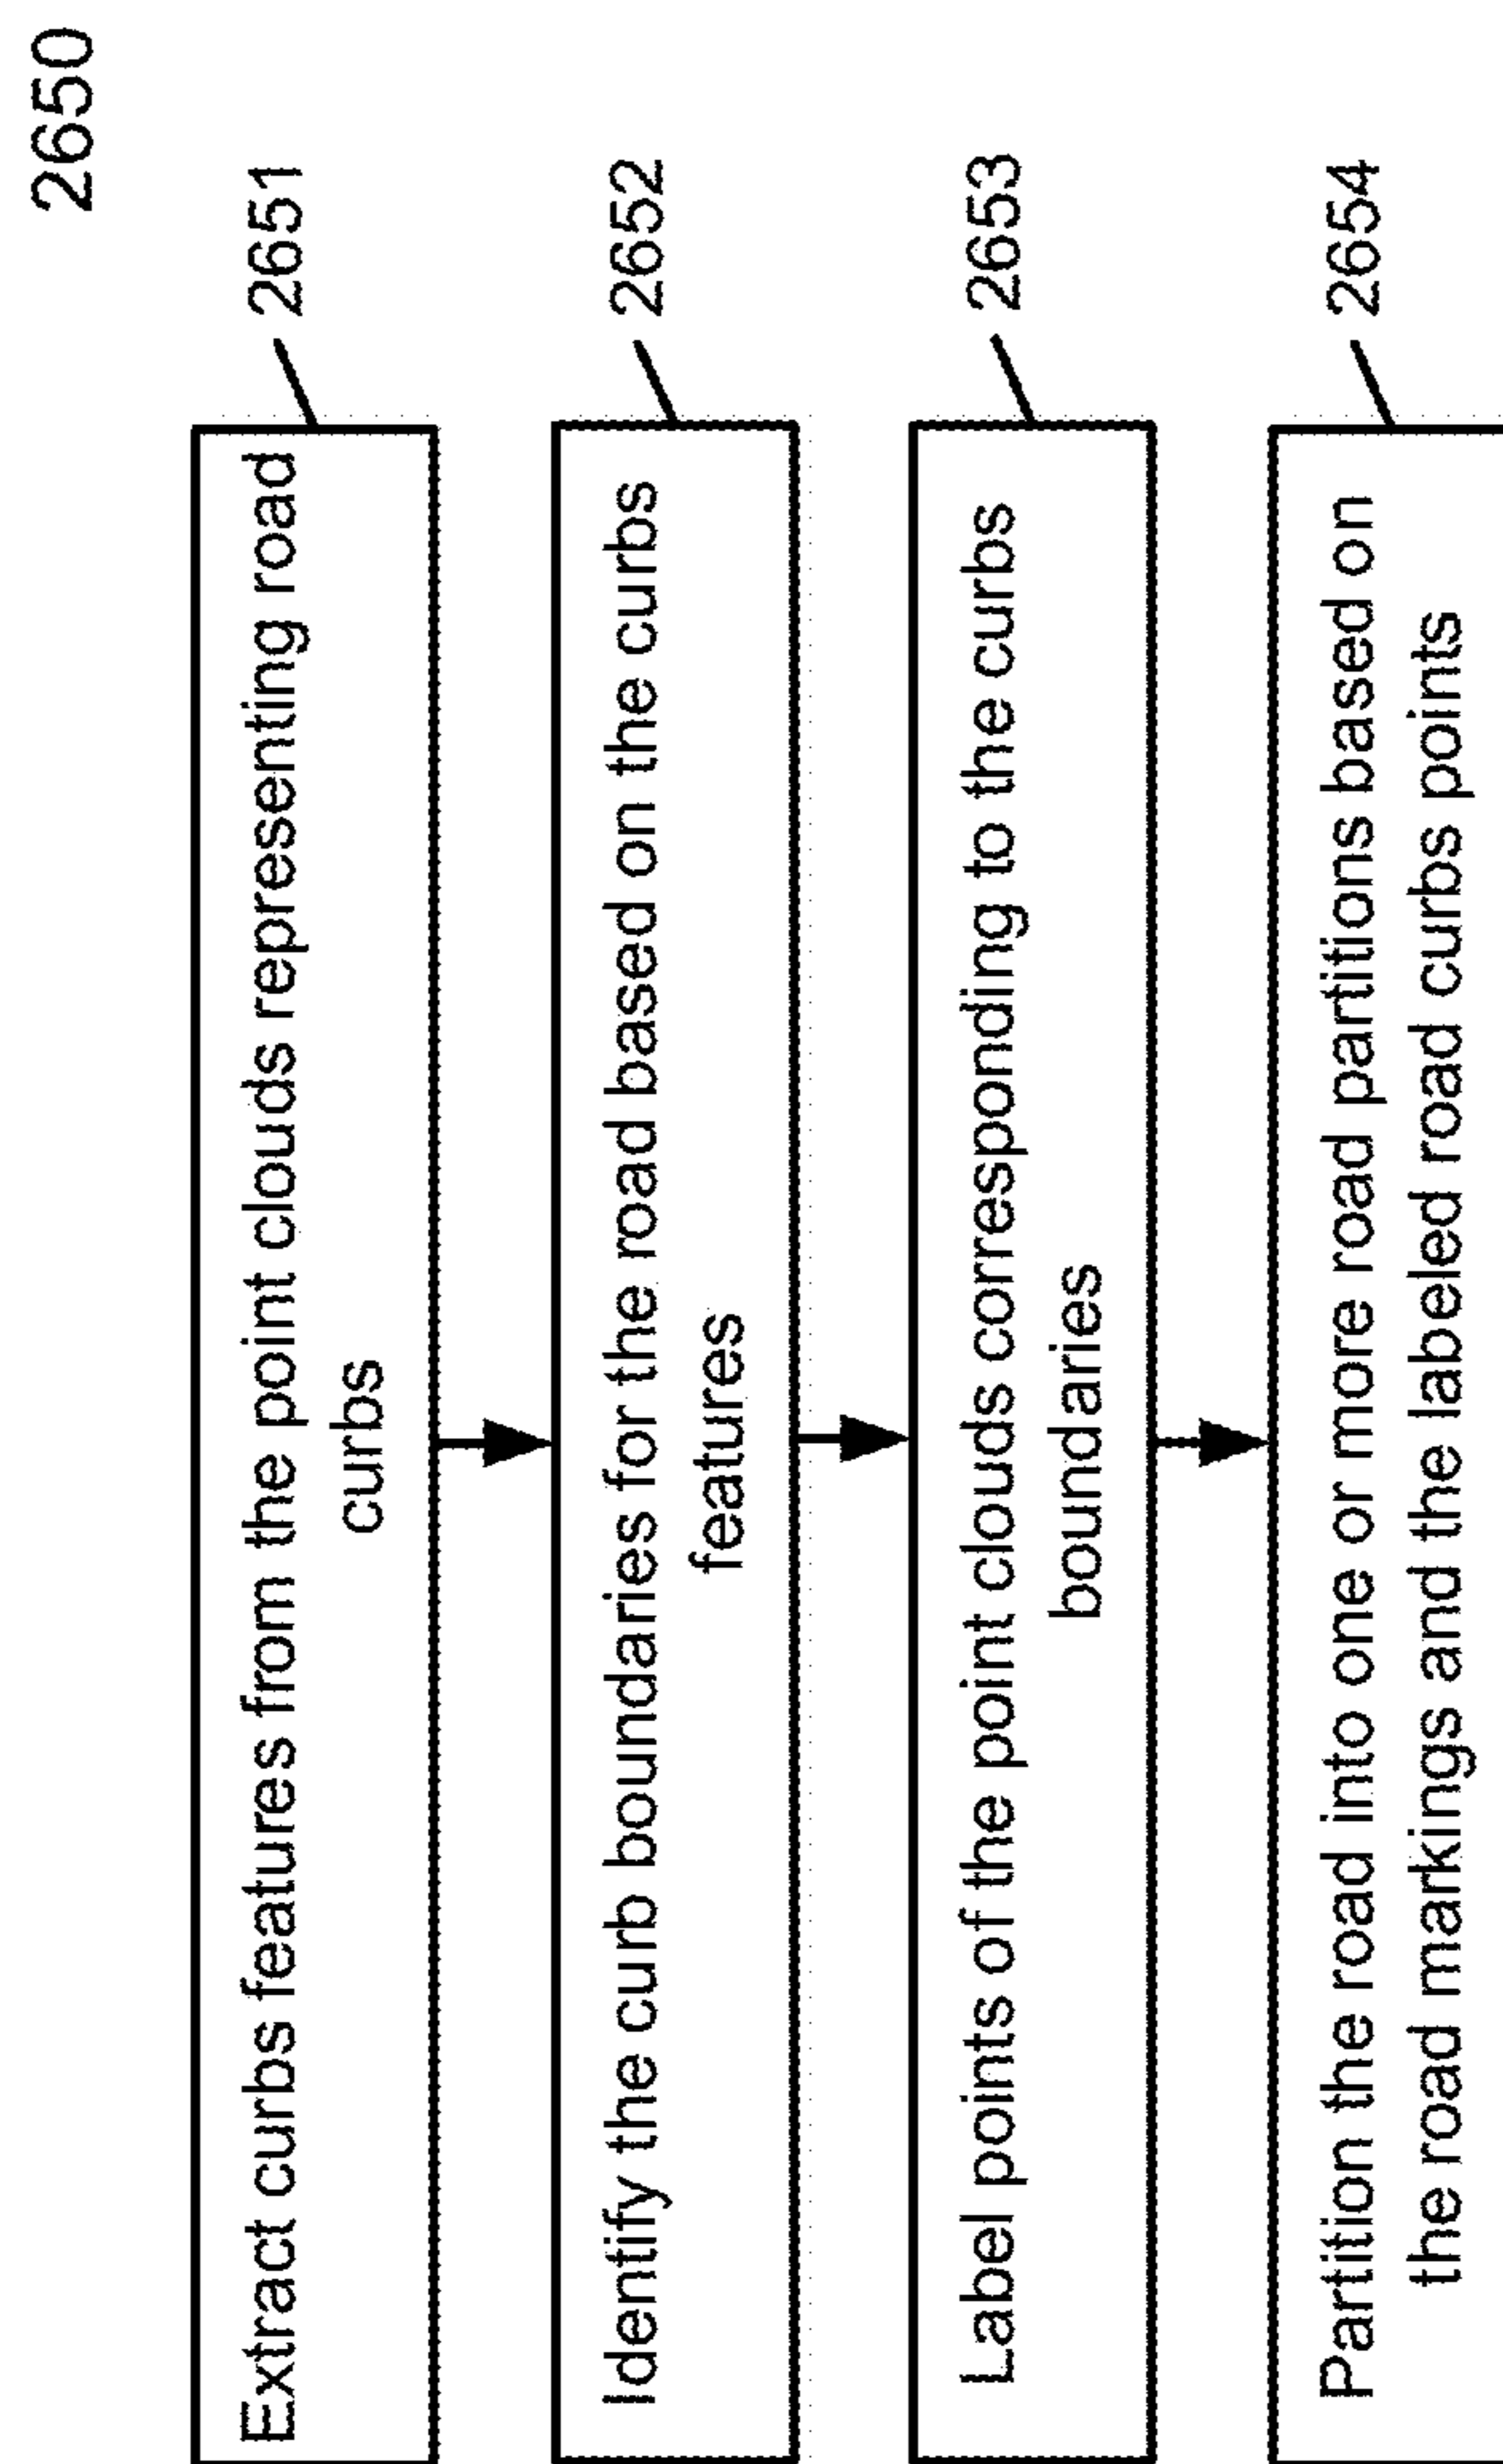 2650
Extract curbs features from the point clouds representing road
curbs
2651
Identify the curb boundaries for the road based on the curbs
features
2652
Label points of the point clouds corresponding to the curbs
boundaries
2653
Partition the road into one or more road partitions based on
the road markings and the labeled road curbs points
2654